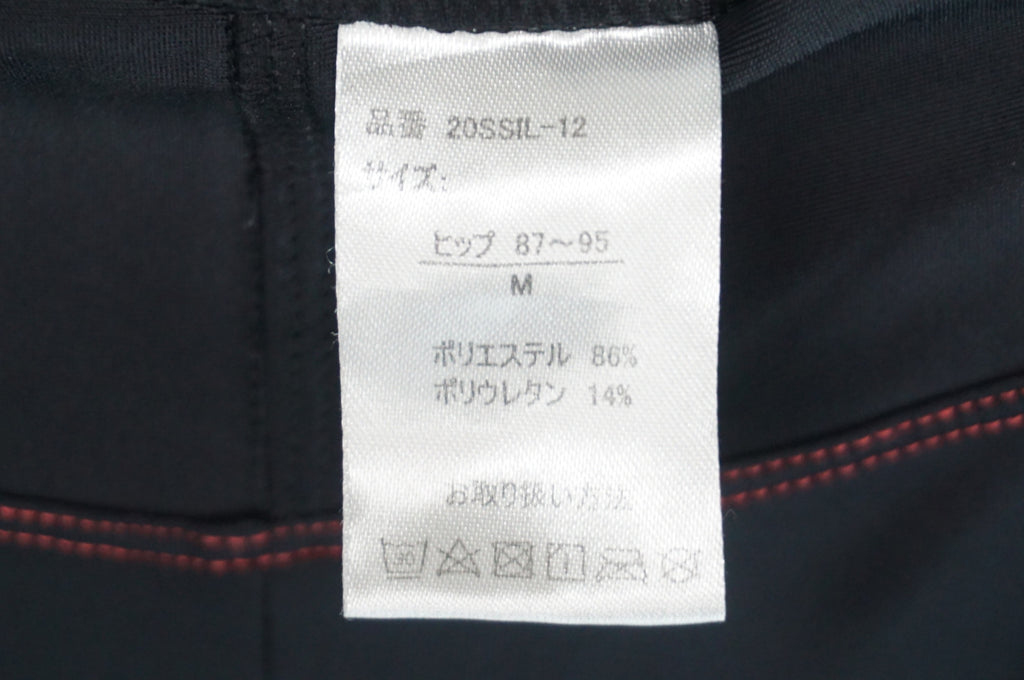 品番 20SSIL-12
サイズ:
ヒップ 87～95
M
ポリエステル 86%
ポリウレタン 14%
お取り扱い方法
30